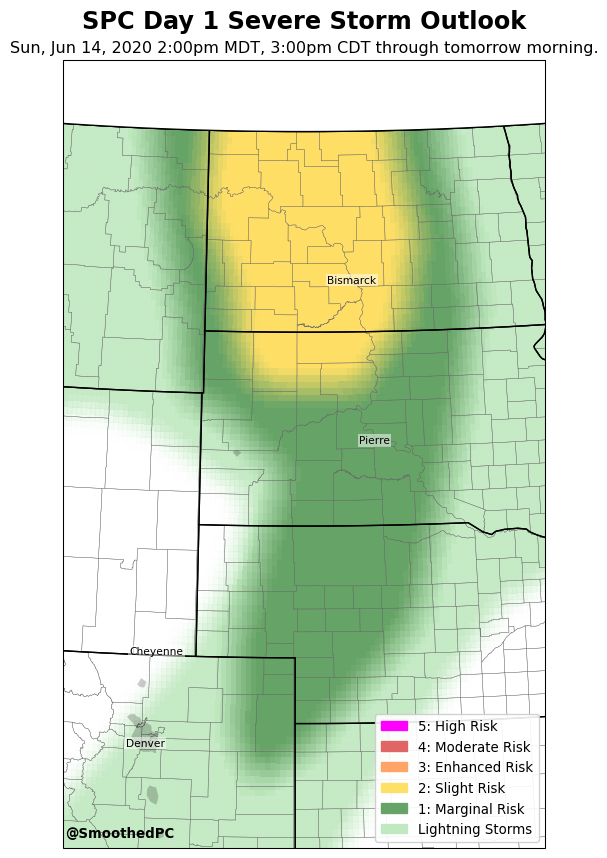 SPC Day 1 Severe Storm Outlook
Sun, Jun 14, 2020 2:00pm MDT, 3:00pm CDT through tomorrow morning.
Bismarck
Pierre
Cheyenne
Denver
5: High Risk
4: Moderate Risk
3: Enhanced Risk
2: Slight Risk
1: Marginal Risk
Lightning Storms
@SmoothedPC